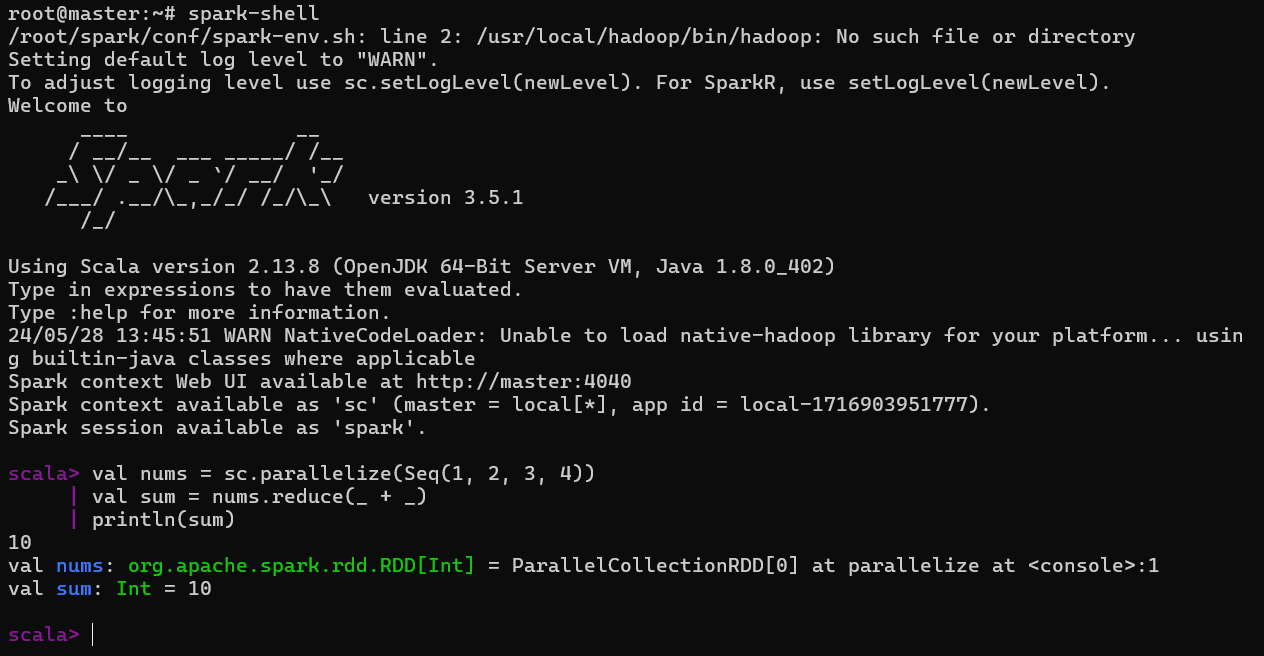 root@master:~# spark-shell
/root/spark/conf/spark-env.sh: line 2: /usr/local/hadoop/bin/hadoop: No such file or directory
Setting default log level to "WARN".
To adjust logging level use sc.setLogLevel(newLevel). For SparkR, use setLogLevel(newLevel).
Welcome to
      ____              __
     / __/__  ___ _____/ /__
    _\ \/ _ \/ _ `/ __/  '_/
   /___/ .__/\_,_/_/ /_/\_\   version 3.5.1
      /_/

Using Scala version 2.13.8 (OpenJDK 64-Bit Server VM, Java 1.8.0_402)
Type in expressions to have them evaluated.
Type :help for more information.
24/05/28 13:45:51 WARN NativeCodeLoader: Unable to load native-hadoop library for your platform... usin
g builtin-java classes where applicable
Spark context Web UI available at http://master:4040
Spark context available as 'sc' (master = local[*], app id = local-1716903951777).
Spark session available as 'spark'.

scala> val nums = sc.parallelize(Seq(1, 2, 3, 4))
     | val sum = nums.reduce(_ + _)
     | println(sum)
10
val nums: org.apache.spark.rdd.RDD[Int] = ParallelCollectionRDD[0] at parallelize at <console>:1
val sum: Int = 10

scala>